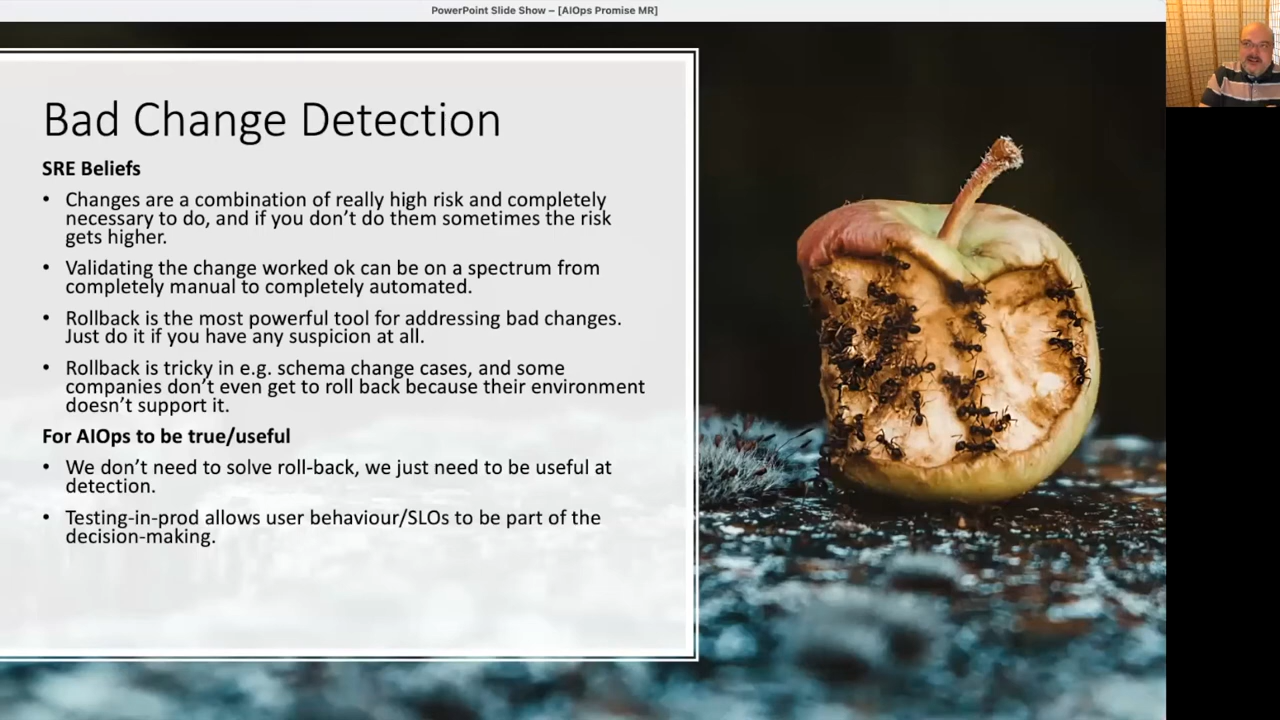 PowerPoint Slide Show – [AIOps Promise MR]
Bad Change Detection
SRE Beliefs
• Changes are a combination of really high risk and completely
necessary to do, and if you don’t do them sometimes the risk
gets higher.
• Validating the change worked ok can be on a spectrum from
completely manual to completely automated.
• Rollback is the most powerful tool for addressing bad changes.
Just do it if you have any suspicion at all.
• Rollback is tricky in e.g. schema change cases, and some
companies don’t even get to roll back because their environment
doesn’t support it.
For AIOps to be true/useful
• We don’t need to solve roll-back, we just need to be useful at
detection.
• Testing-in-prod allows user behaviour/SLOs to be part of the
decision-making.